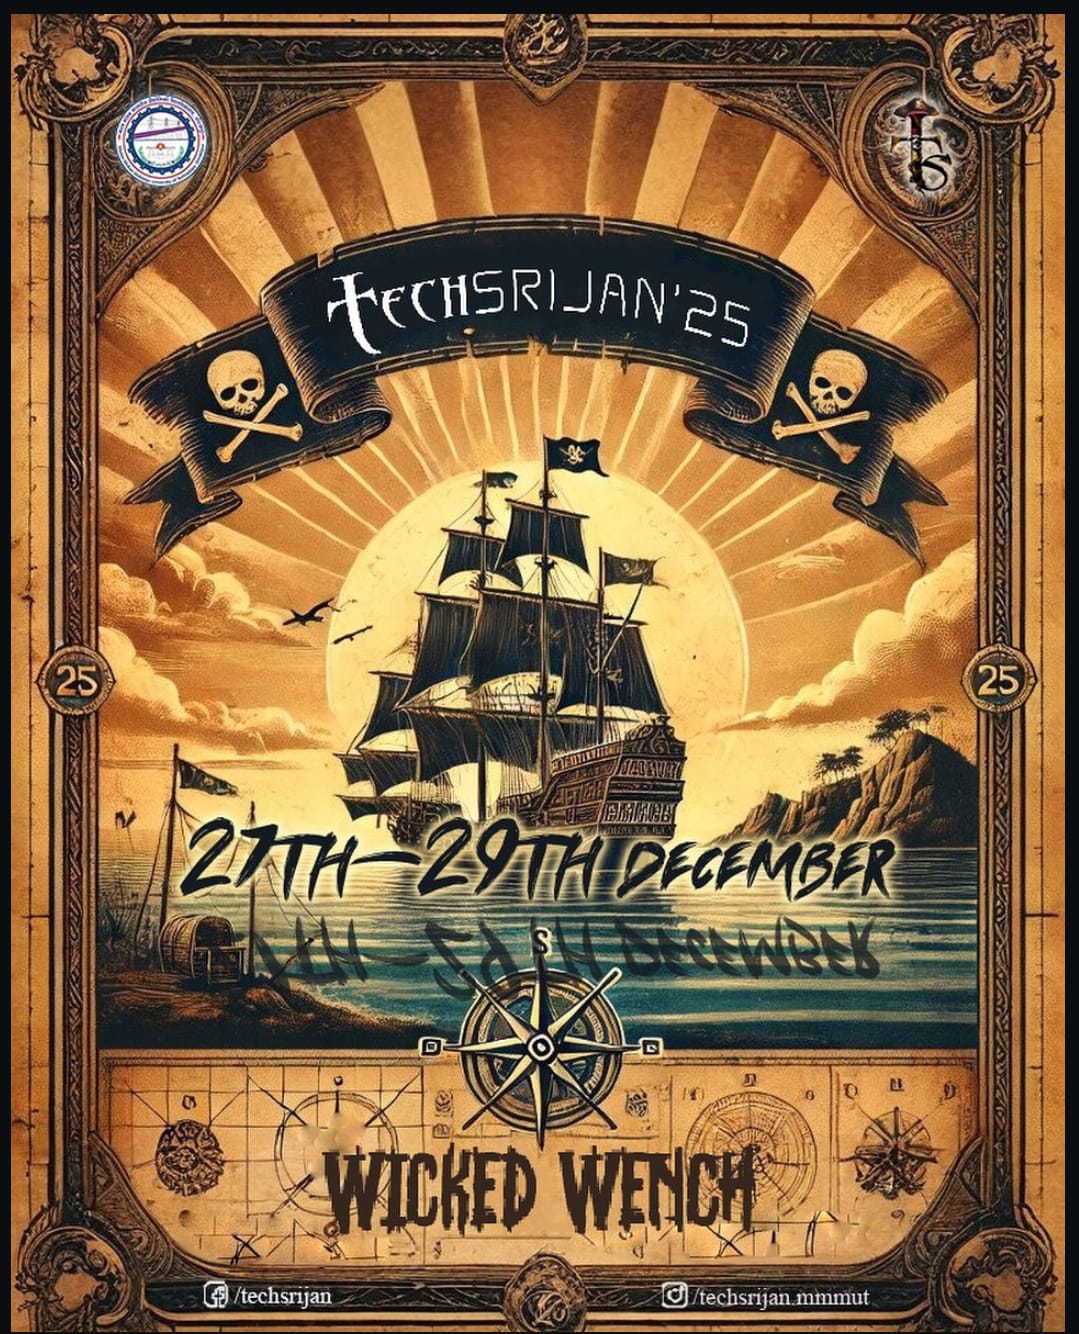 TECHSRIJAN'25
25
25
27TH-29TH DECEMBER
S
WICKED WENCH
/techsrijan
/techsrijan.mmmut